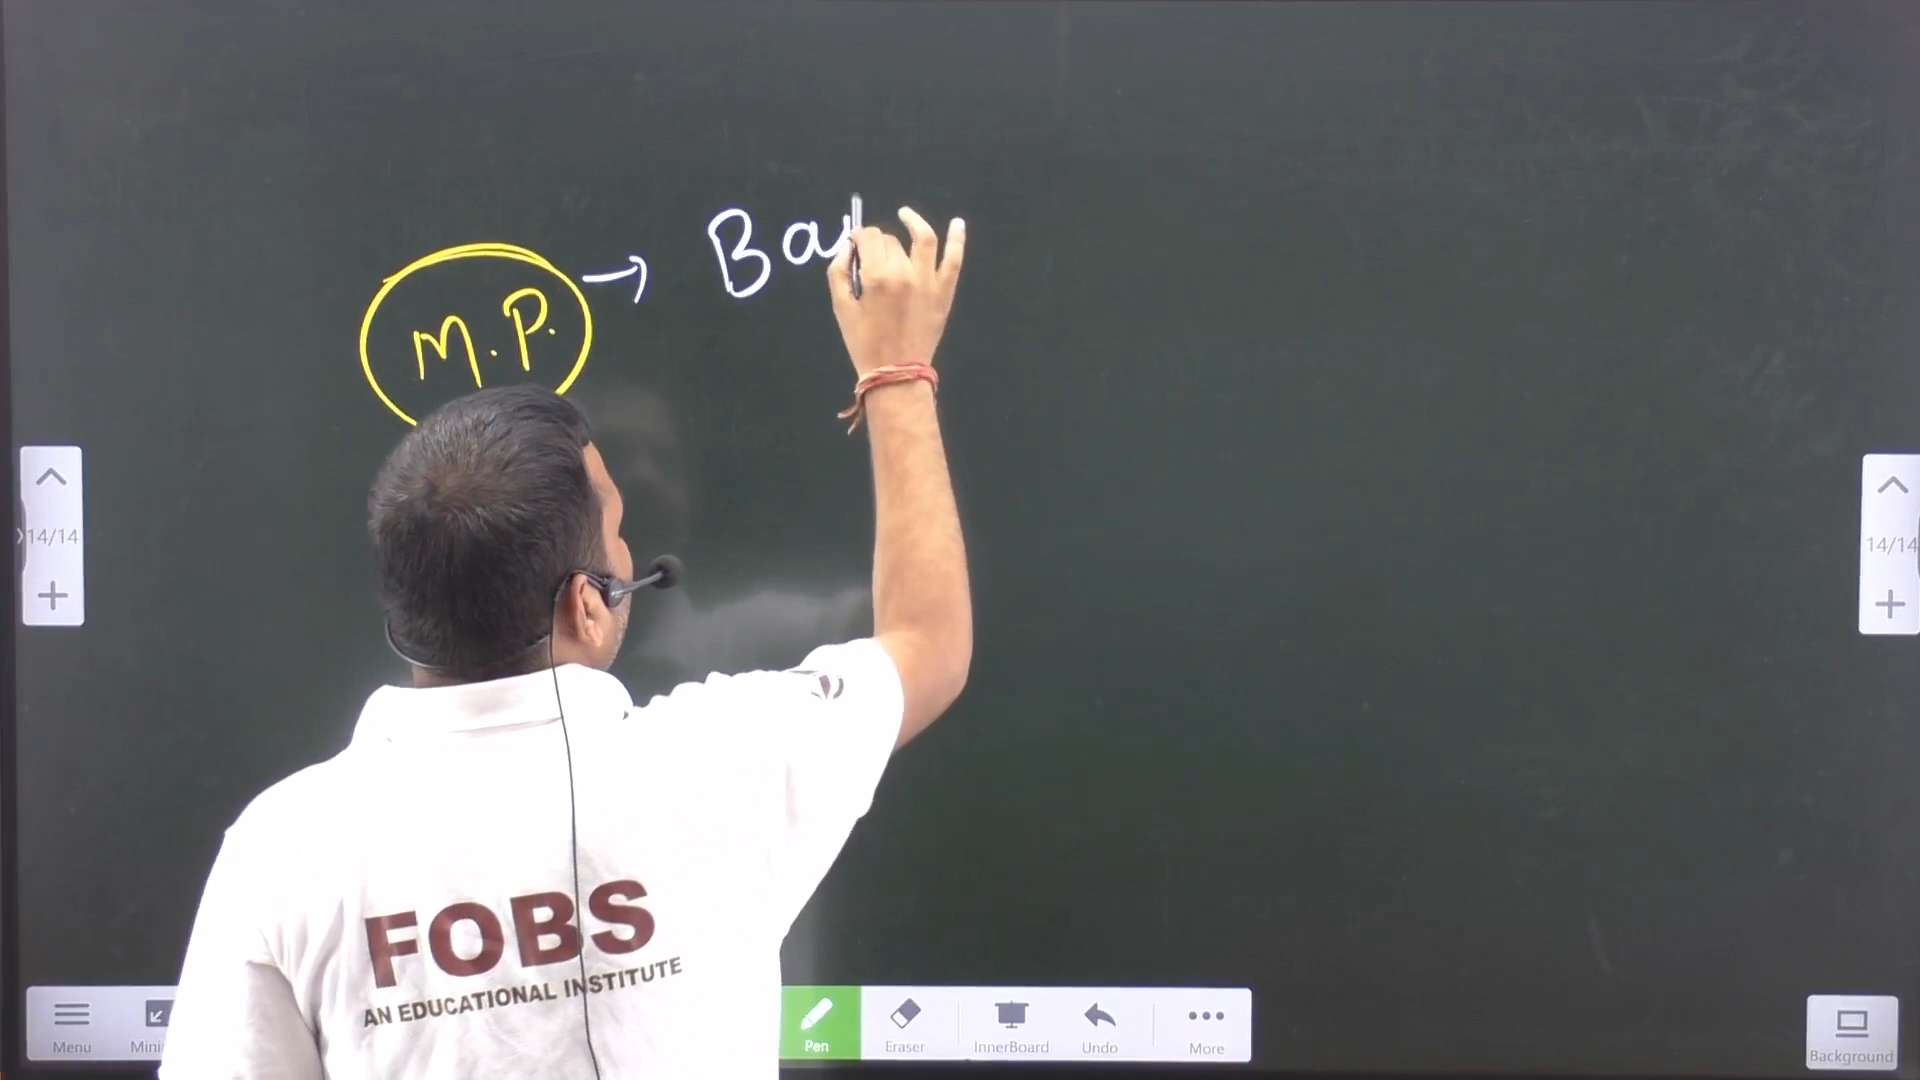 M.P. → Ba
14/14
14/14
FOBS
AN EDUCATIONAL INSTITUTE
Menu
Pen
Eraser
InnerBoard
Undo
More
Background